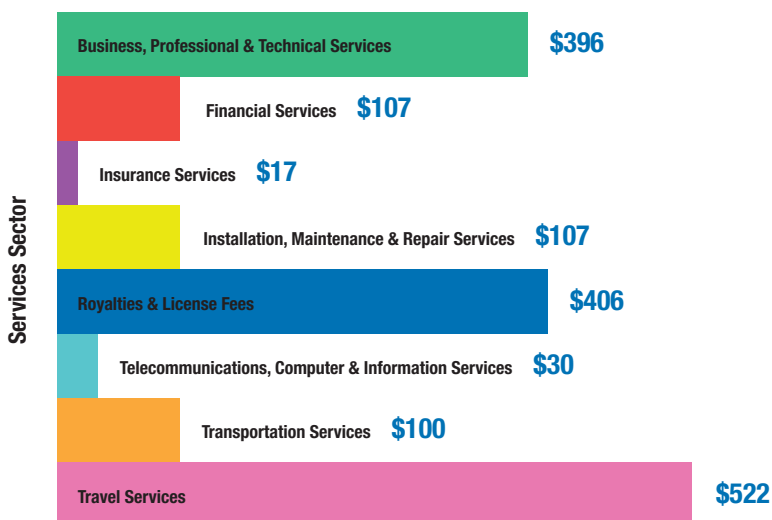 Services Sector
Business, Professional & Technical Services $396
Financial Services $107
Insurance Services $17
Installation, Maintenance & Repair Services $107
Royalties & License Fees $406
Telecommunications, Computer & Information Services $30
Transportation Services $100
Travel Services $522